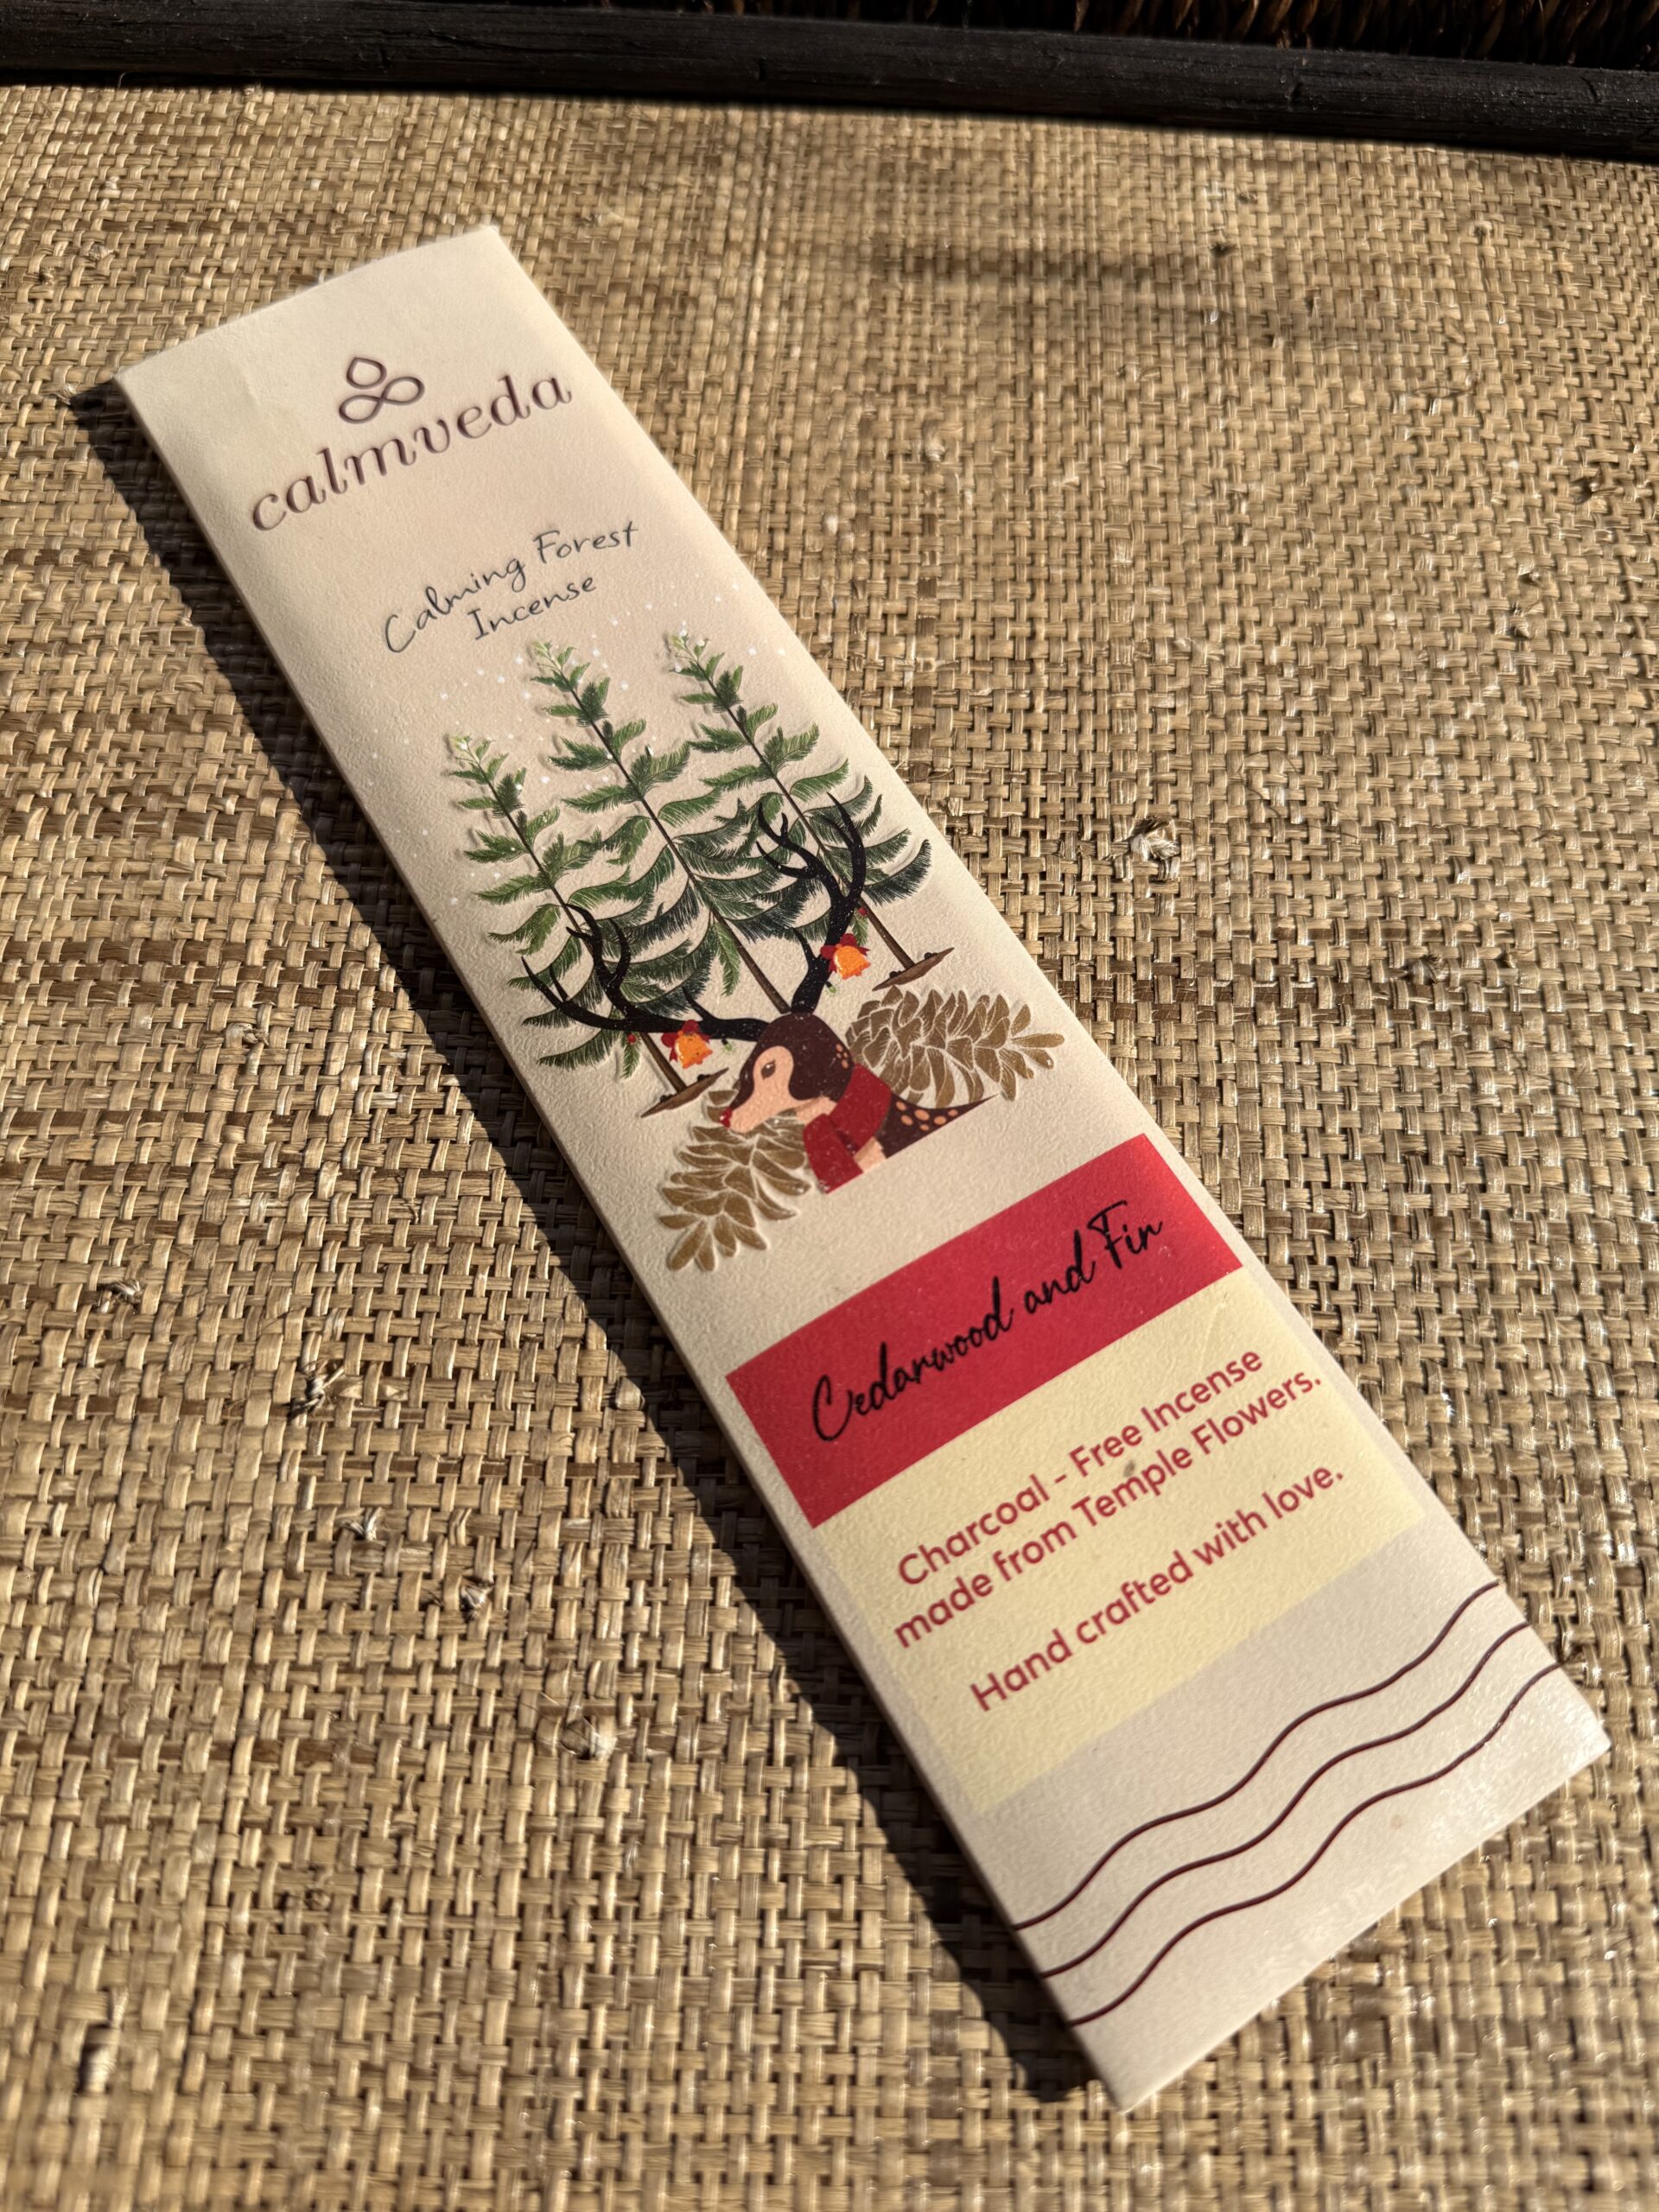 calmveda
Calming Forest
Incense
Cedarwood and Fir
Charcoal - Free Incense
made from Temple Flowers.
Hand crafted with love.